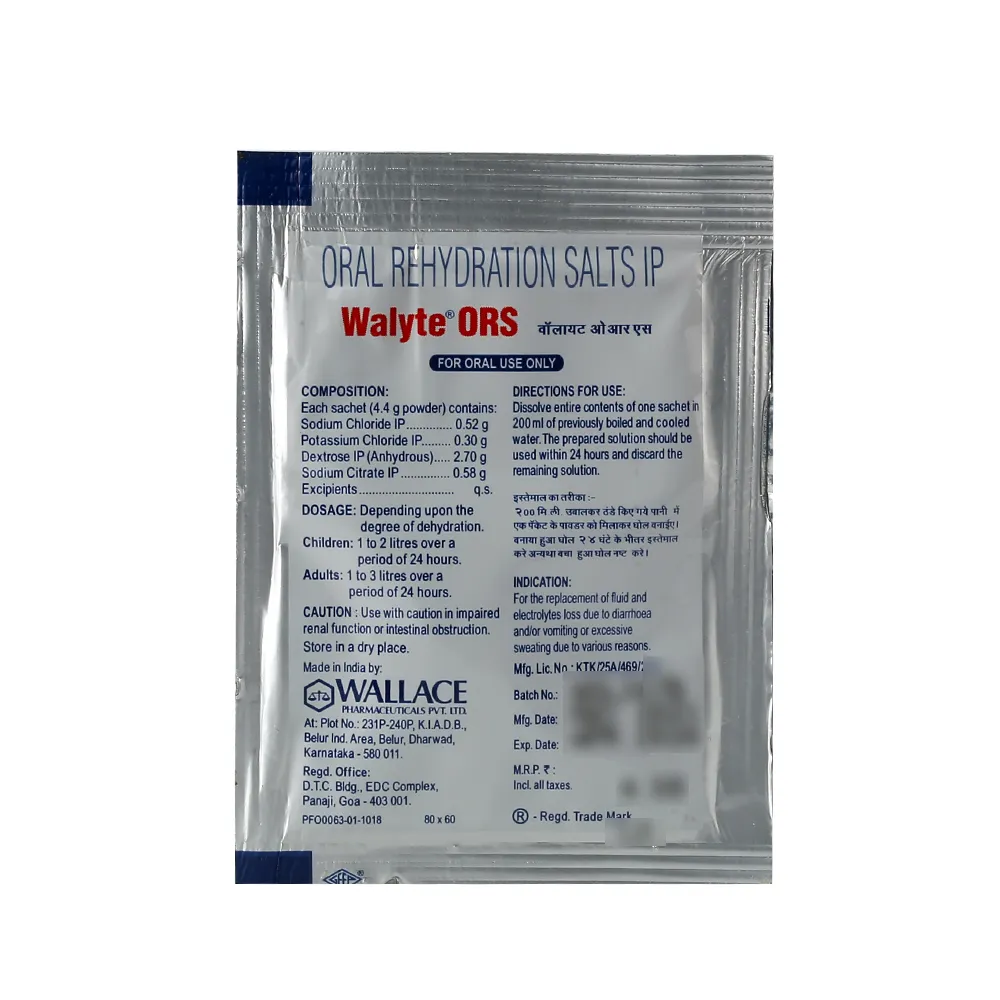 ORAL REHYDRATION SALTS IP
Walyte® ORS वॉलायट ओ आर एस
FOR ORAL USE ONLY
COMPOSITION:
Each sachet (4.4 g powder) contains:
Sodium Chloride IP.............. 0.52 g
Potassium Chloride IP......... 0.30 g
Dextrose IP (Anhydrous)..... 2.70 g
Sodium Citrate IP ............... 0.58 g
Excipients ............................. q.s.
DOSAGE: Depending upon the
degree of dehydration.
Children: 1 to 2 litres over a
period of 24 hours.
Adults: 1 to 3 litres over a
period of 24 hours.
CAUTION : Use with caution in impaired
renal function or intestinal obstruction.
Store in a dry place.
Made in India by:
WALLACE
PHARMACEUTICALS PVT. LTD.
At: Plot No.: 231P-240P, K.I.A.D.B.,
Belur Ind. Area, Belur, Dharwad,
Karnataka - 580 011.
Regd. Office:
D.T.C. Bldg., EDC Complex,
Panaji, Goa - 403 001.
PFO0063-01-1018 80 x 60
DIRECTIONS FOR USE:
Dissolve entire contents of one sachet in
200 ml of previously boiled and cooled
water. The prepared solution should be
used within 24 hours and discard the
remaining solution.
इस्तेमाल का तरीका :-
२०० मि ली. उबालकर ठंडे किए गये पानी में
एक पॅकेट के पावडर को मिलाकर घोल बनाईए।
बनाया हुआ घोल २४ घंटे के भीतर इस्तेमाल
करे अन्यथा बचा हुआ घोल नष्ट करे।
INDICATION:
For the replacement of fluid and
electrolytes loss due to diarrhoea
and/or vomiting or excessive
sweating due to various reasons.
Mfg. Lic. No : KTK/25A/469/
Batch No.:
Mfg. Date:
Exp. Date:
M.R.P. ₹ :
Incl. all taxes.
® - Regd. Trade Mark